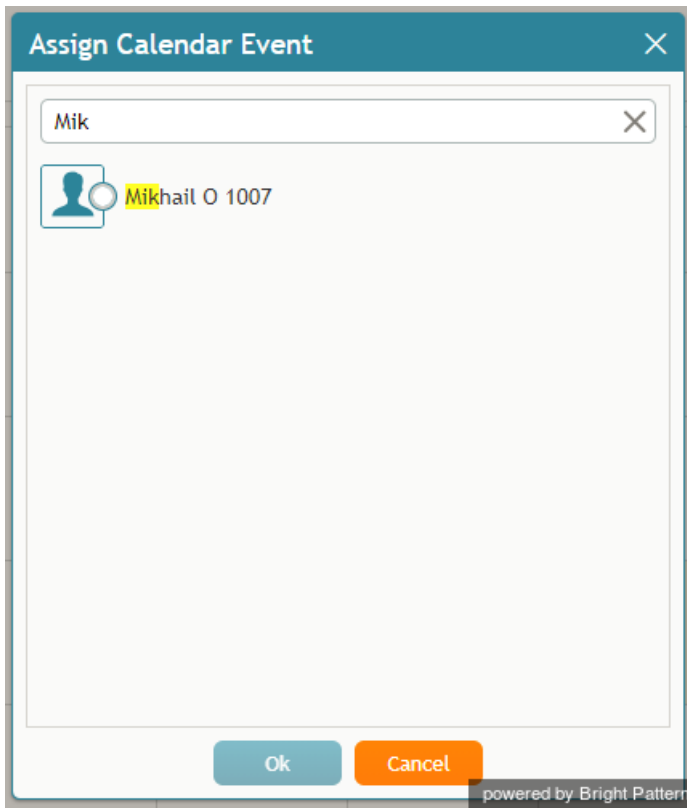 Assign Calendar Event
Mik
Mikhail O 1007
Ok Cancel
powered by Bright Pattern